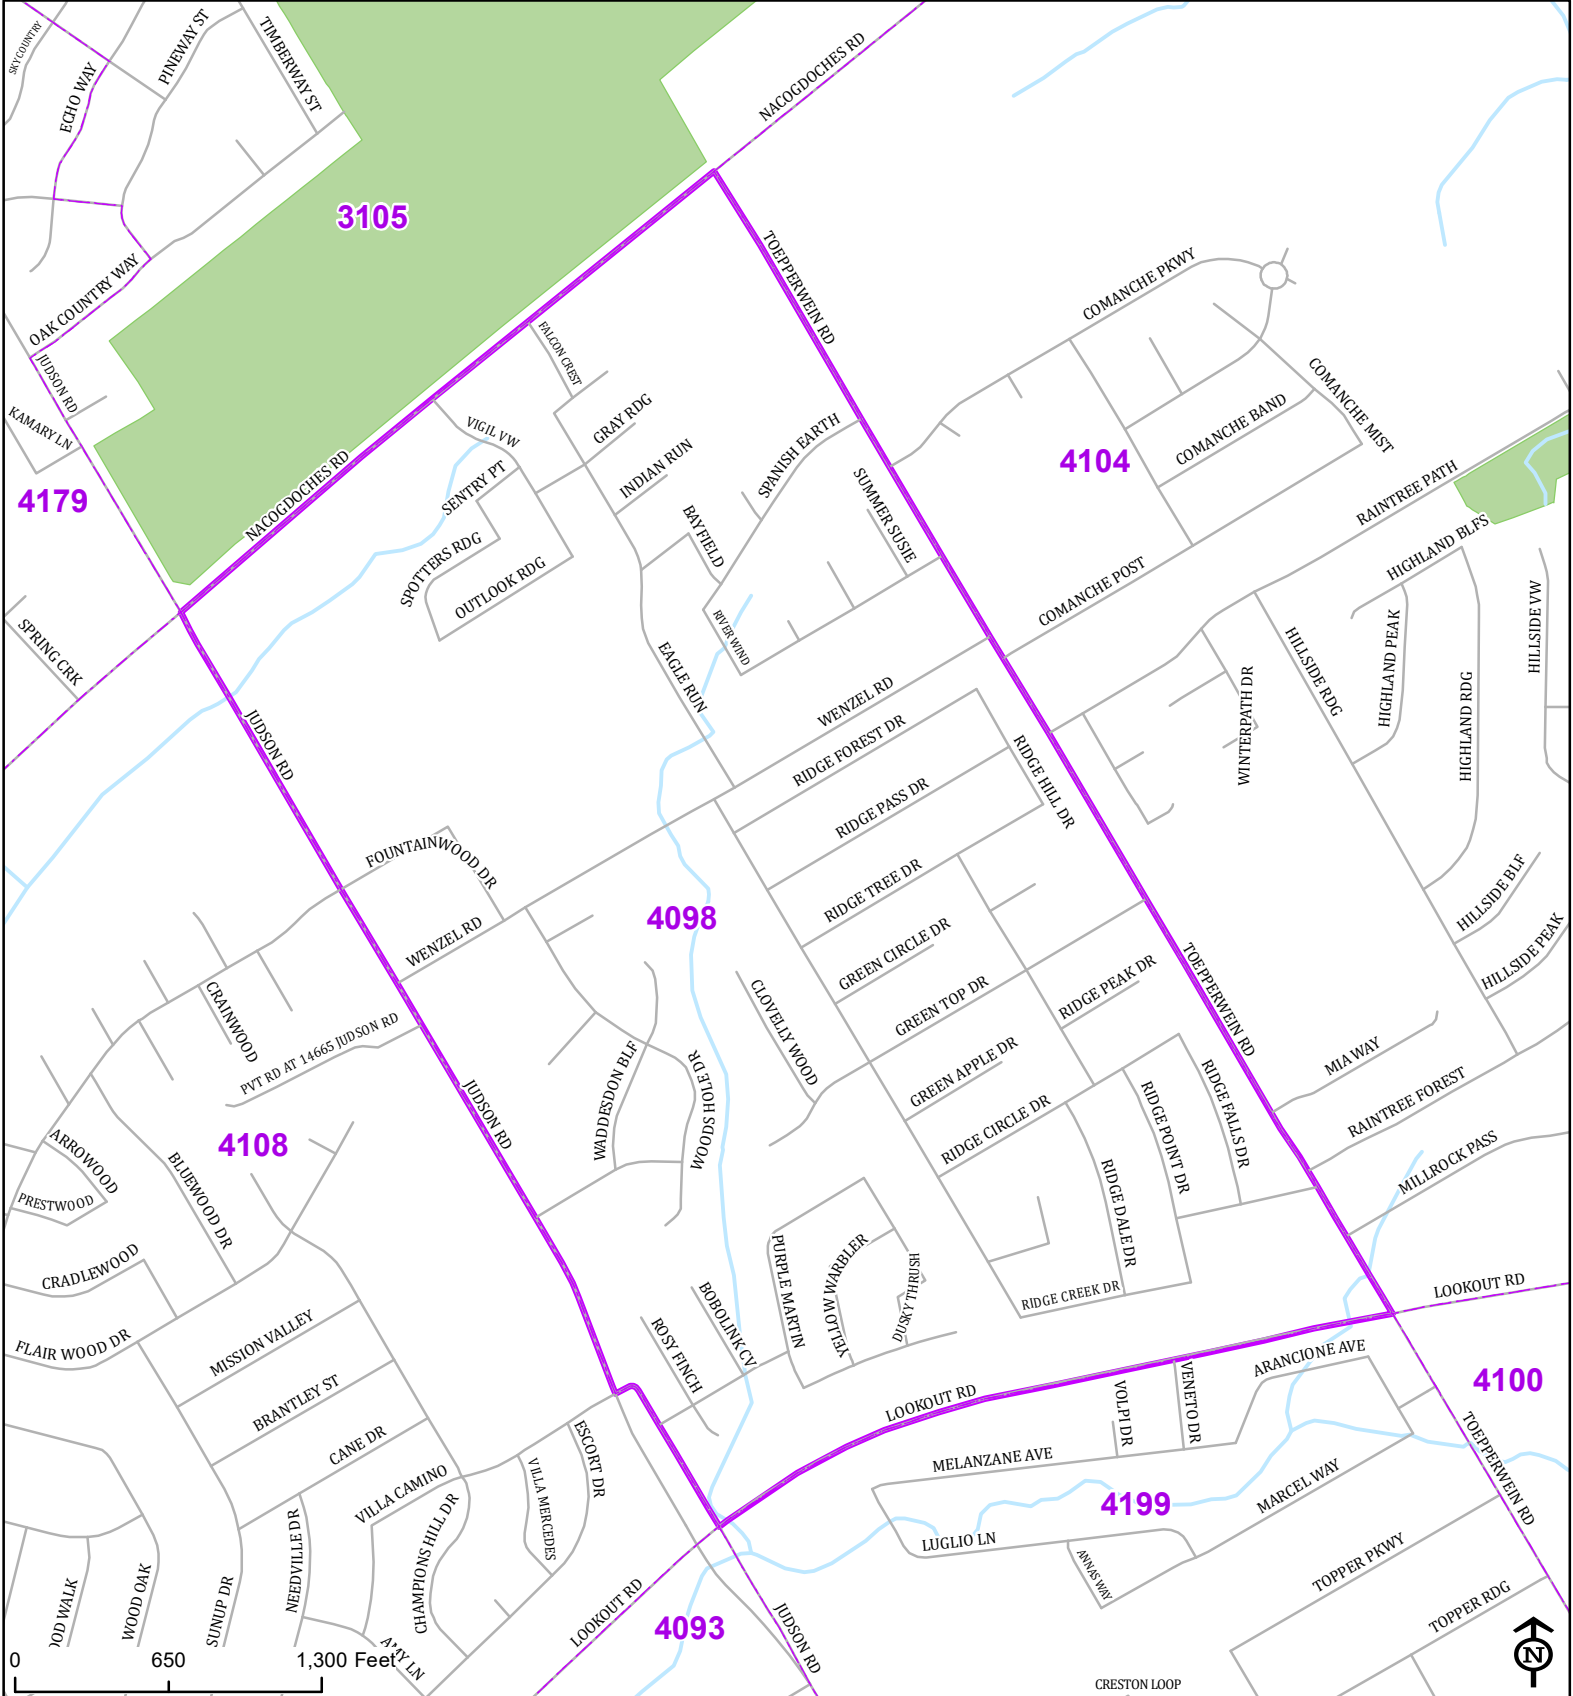 SKYCOUNTRY
ECHO WAY
PINEWAY ST
TIMBERWAY ST
NACOGDOCHES RD
3105
OAK COUNTRY WAY
JUDSON RD
KAMARY LN
4179
NACOGDOCHES RD
SPRING CRK
TOEPPERWEIN RD
COMANCHE PKWY
COMANCHE MIST
COMANCHE BAND
4104
RAINTREE PATH
HIGHLAND BLFS
COMANCHE POST
FALCON CREST
VIGIL VW
GRAY RDG
INDIAN RUN
SENTRY PT
SPOTTERS RDG
OUTLOOK RDG
BAYFIELD
SPANISH EARTH
SUMMER SUSIE
RIVER WIND
EAGLE RUN
HILLSIDE RDG
HIGHLAND PEAK
HILLSIDE VW
HIGHLAND RDG
WINTERPATH DR
WENZEL RD
RIDGE FOREST DR
RIDGE HILL DR
RIDGE PASS DR
RIDGE TREE DR
JUDSON RD
FOUNTAINWOOD DR
WENZEL RD
4098
GREEN CIRCLE DR
GREEN TOP DR
RIDGE PEAK DR
TOEPPERWEIN RD
HILLSIDE BLF
HILLSIDE PEAK
CRAINWOOD
PVT RD AT 14665 JUDSON RD
CLOVELLY WOOD
WADDESDON BLF
WOODS HOLE DR
GREEN APPLE DR
RIDGE CIRCLE DR
RIDGE POINT DR
RIDGE FALLS DR
RIDGE DALE DR
MIA WAY
RAINTREE FOREST
MILLROCK PASS
JUDSON RD
4108
ARROWOOD
PRESTWOOD
BLUEWOOD DR
CRADLEWOOD
FLAIR WOOD DR
MISSION VALLEY
BRANTLEY ST
CANE DR
PURPLE MARTIN
YELLOW WARBLER
DUSKY THRUSH
BOBOLINK CV
ROSY FINCH
RIDGE CREEK DR
LOOKOUT RD
LOOKOUT RD
ARANCIONE AVE
4100
VOLPI DR
VENETO DR
MELANZANE AVE
TOEPPERWEIN RD
4199
MARCEL WAY
LUGLIO LN
ANNAS WAY
TOPPER PKWY
TOPPER RDG
CRESTON LOOP
VILLA CAMINO
VILLA MERCEDES
ESCORT DR
CHAMPIONS HILL DR
NEEDVILLE DR
SUNUP DR
WOOD OAK
OOD WALK
AMY LN
LOOKOUT RD
4093
JUDSON RD
0 650 1,300 Feet
N